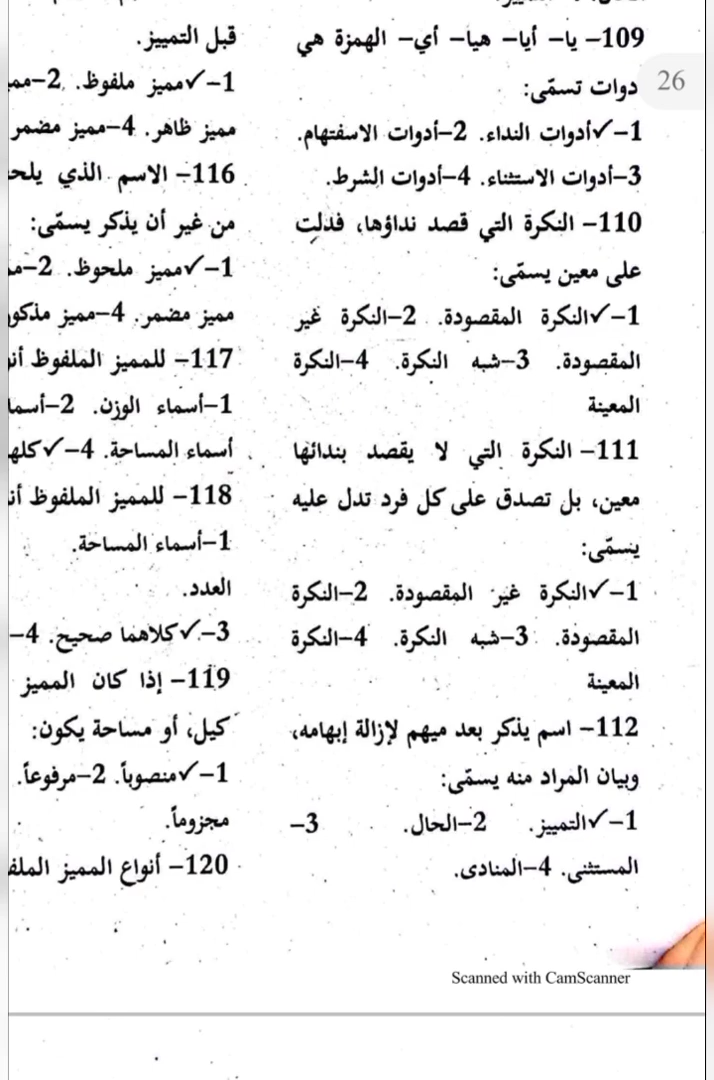 109– يا– أيا– هيا– أي– الهمزة هي
دوات تسمّى:
1–✓أدوات النداء. 2–أدوات الاستفهام.
3–أدوات الاستثناء. 4–أدوات الشرط.
110– النكرة التي قصد نداؤها، فدلت
على معين يسمّى:
1–✓النكرة المقصودة. 2–النكرة غير
المقصودة. 3–شبه النكرة. 4–النكرة
المعينة
111– النكرة التي لا يقصد بندائها
معين، بل تصدق على كل فرد تدل عليه
يسمّى:
1–✓النكرة غير المقصودة. 2–النكرة
المقصودة. 3–شبه النكرة. 4–النكرة
المعينة
112– اسم يذكر بعد مبهم لإزالة إبهامه،
وبيان المراد منه يسمّى:
1–✓التمييز. 2–الحال. 3–
المستثنى. 4–المنادى.
قبل التمييز.
1–✓مميز ملفوظ. 2–
مميز ظاهر. 4–مميز مضمر
116– الاسم الذي
من غير أن يذكر يسمّى:
1–✓مميز ملحوظ. 2–
مميز مضمر. 4–مميز
117– للمميز الملفوظ
1–أسماء الوزن. 2–
أسماء المساحة. 4–✓
118– للمميز الملفوظ
1–أسماء المساحة.
العدد.
3–✓كلاهما صحيح. 4–
119– إذا كان المميز
كيل، أو مساحة يكون:
1–✓منصوباً. 2–مرفوعاً.
مجزوماً.
120– أنواع المميز
26
Scanned with CamScanner